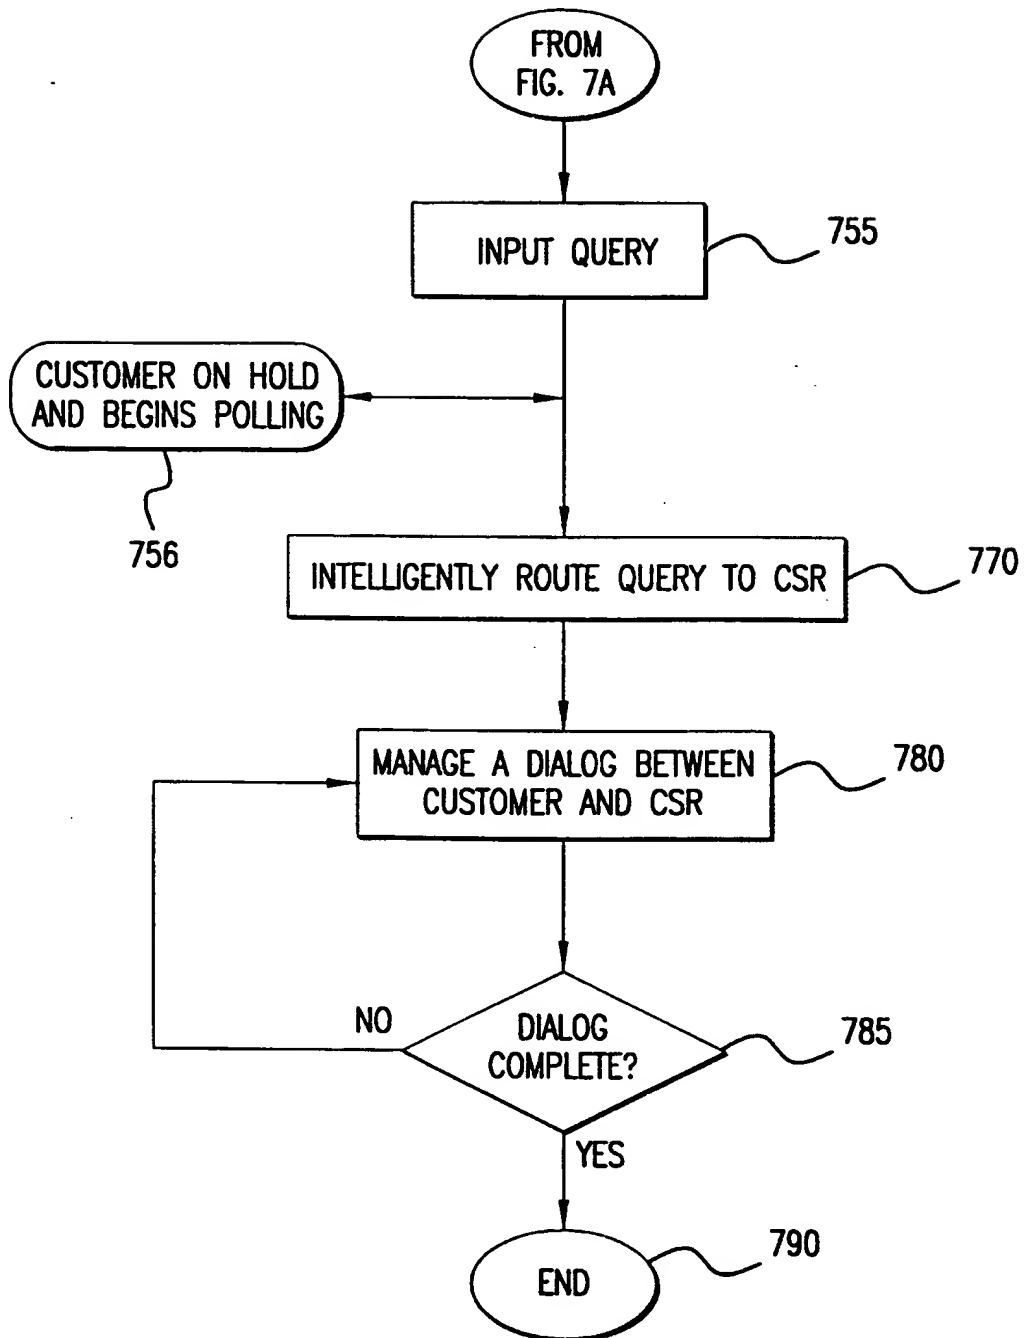 FROM
FIG. 7A
INPUT QUERY
755
CUSTOMER ON HOLD
AND BEGINS POLLING
756
INTELLIGENTLY ROUTE QUERY TO CSR
770
MANAGE A DIALOG BETWEEN
CUSTOMER AND CSR
780
NO
DIALOG
COMPLETE?
785
YES
END
790